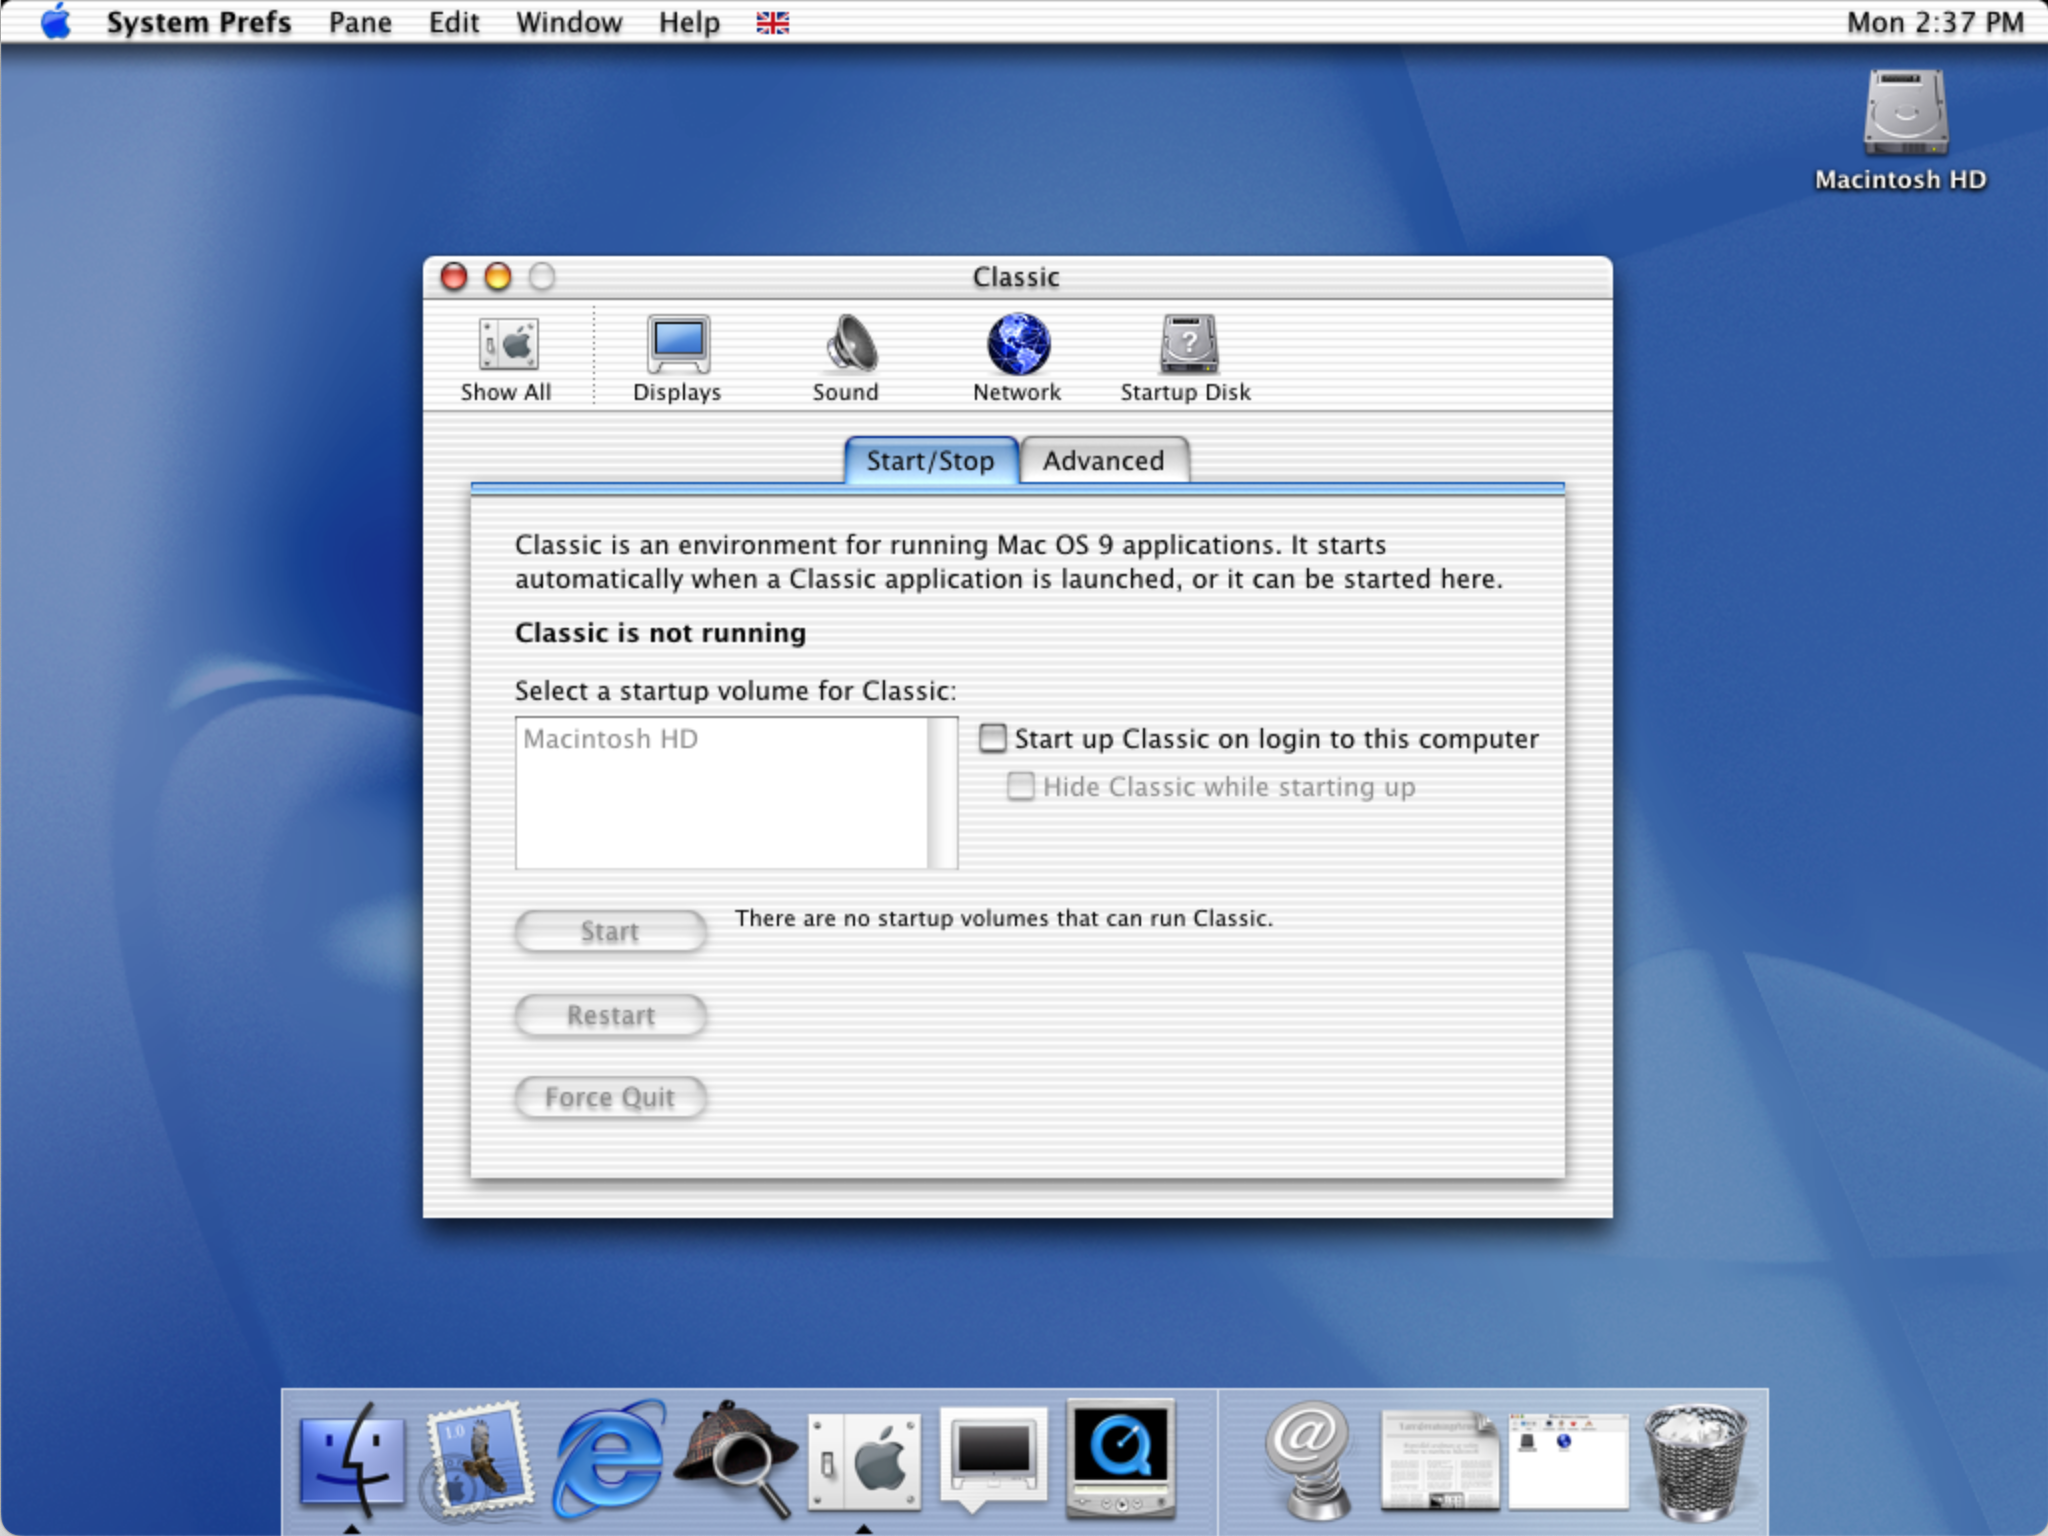 System Prefs Pane Edit Window Help Mon 2:37 PM
Macintosh HD
Classic
Show All Displays Sound Network Startup Disk
Start/Stop Advanced
Classic is an environment for running Mac OS 9 applications. It starts
automatically when a Classic application is launched, or it can be started here.
Classic is not running
Select a startup volume for Classic:
Macintosh HD
Start up Classic on login to this computer
Hide Classic while starting up
Start There are no startup volumes that can run Classic.
Restart
Force Quit
1.0